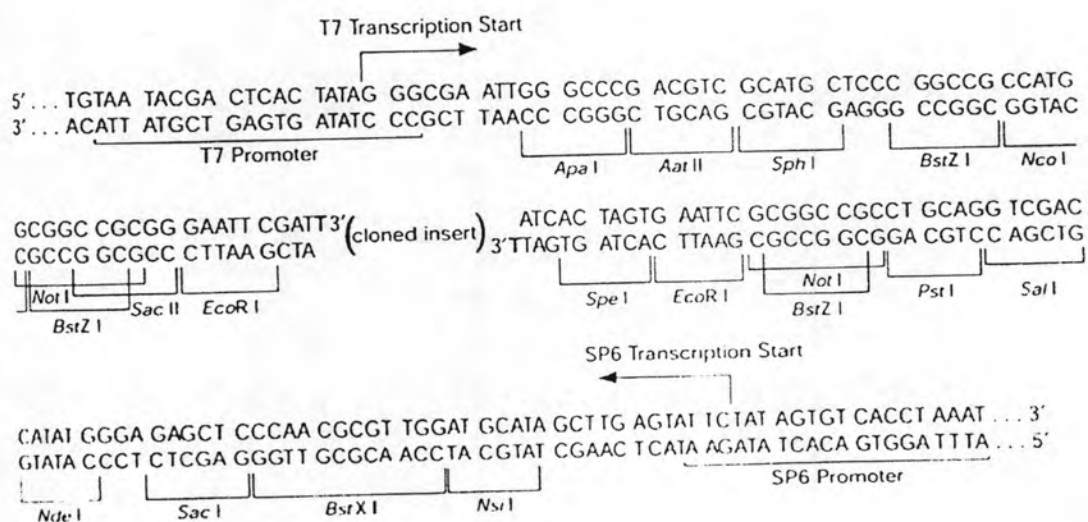 T7 Transcription Start
5′ ... TGTAA TACGA CTCAC TATAG GGCGA ATTGG GCCCG ACGTC GCATG CTCCC GGCCG CCATG
3′ ... ACATT ATGCT GAGTG ATATC CCGCT TAACC CGGGC TGCAG CGTAC GAGGG CCGGC GGTAC
T7 Promoter
Apa I Aat II Sph I BstZ I Nco I
GCGGC CGCGG GAATT CGATT3′ (cloned insert) ATCAC TAGTG AATTC GCGGC CGCCT GCAGG TCGAC
CGCCG GCGCC CTTAA GCTA 3′TTAGTG ATCAC TTAAG CGCCG GCGGA CGTCC AGCTG
Not I Sac II EcoR I Spe I EcoR I Not I Pst I Sal I
BstZ I BstZ I
SP6 Transcription Start
CATAT GGGA GAGCT CCCAA CGCGT TGGAT GCATA GCTTG AGTAT TCTAT AGTGT CACCT AAAT ... 3′
GTATA CCCT CTCGAG GGTT GCGCA ACCTA CGTAT CGAAC TCATA AGATA TCACA GTGGA TTTA ... 5′
SP6 Promoter
Nde I Sac I BstX I Nsi I